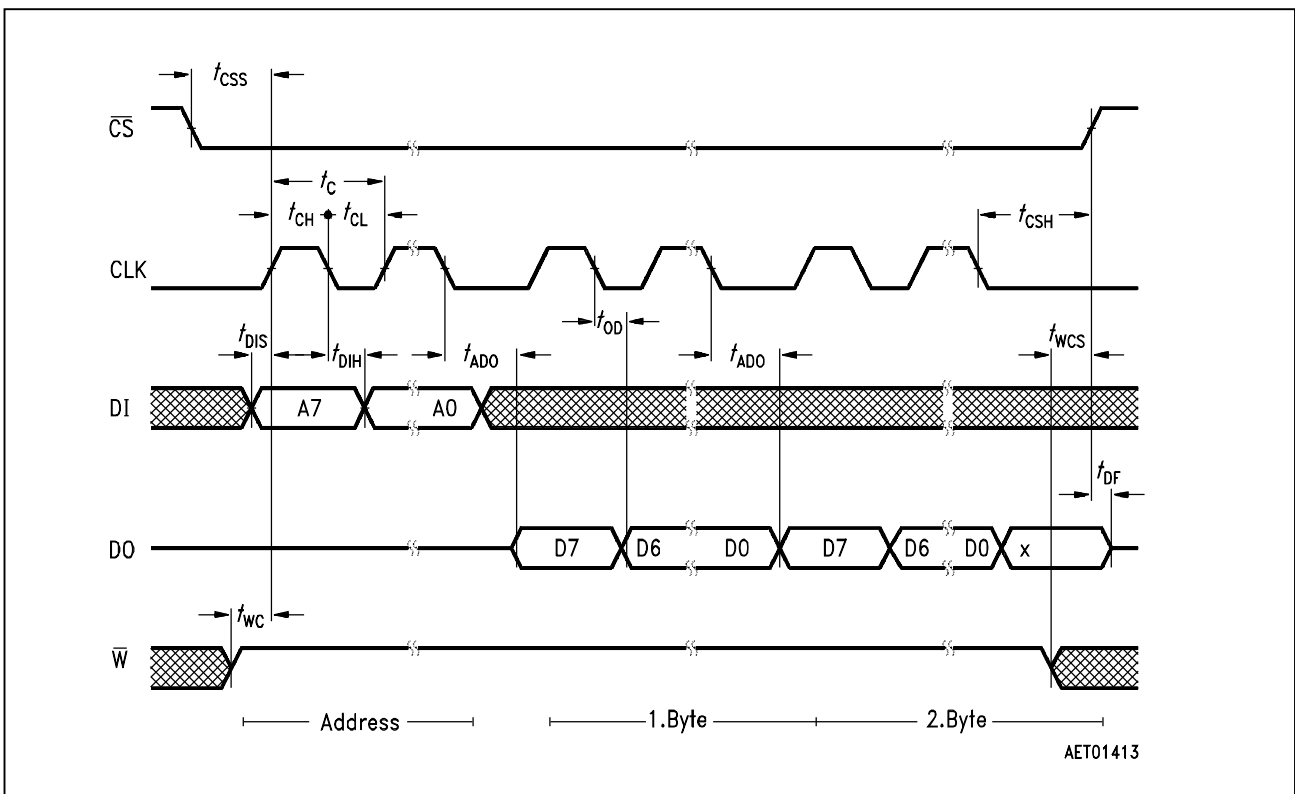 tCSS
CS
tC
tCH tCL
tCSH
CLK
tDIS tDIH tADO tOD tADO tWCS
DI A7 A0
tDF
DO D7 D6 D0 D7 D6 D0 x
tWC
W
Address 1.Byte 2.Byte
AET01413